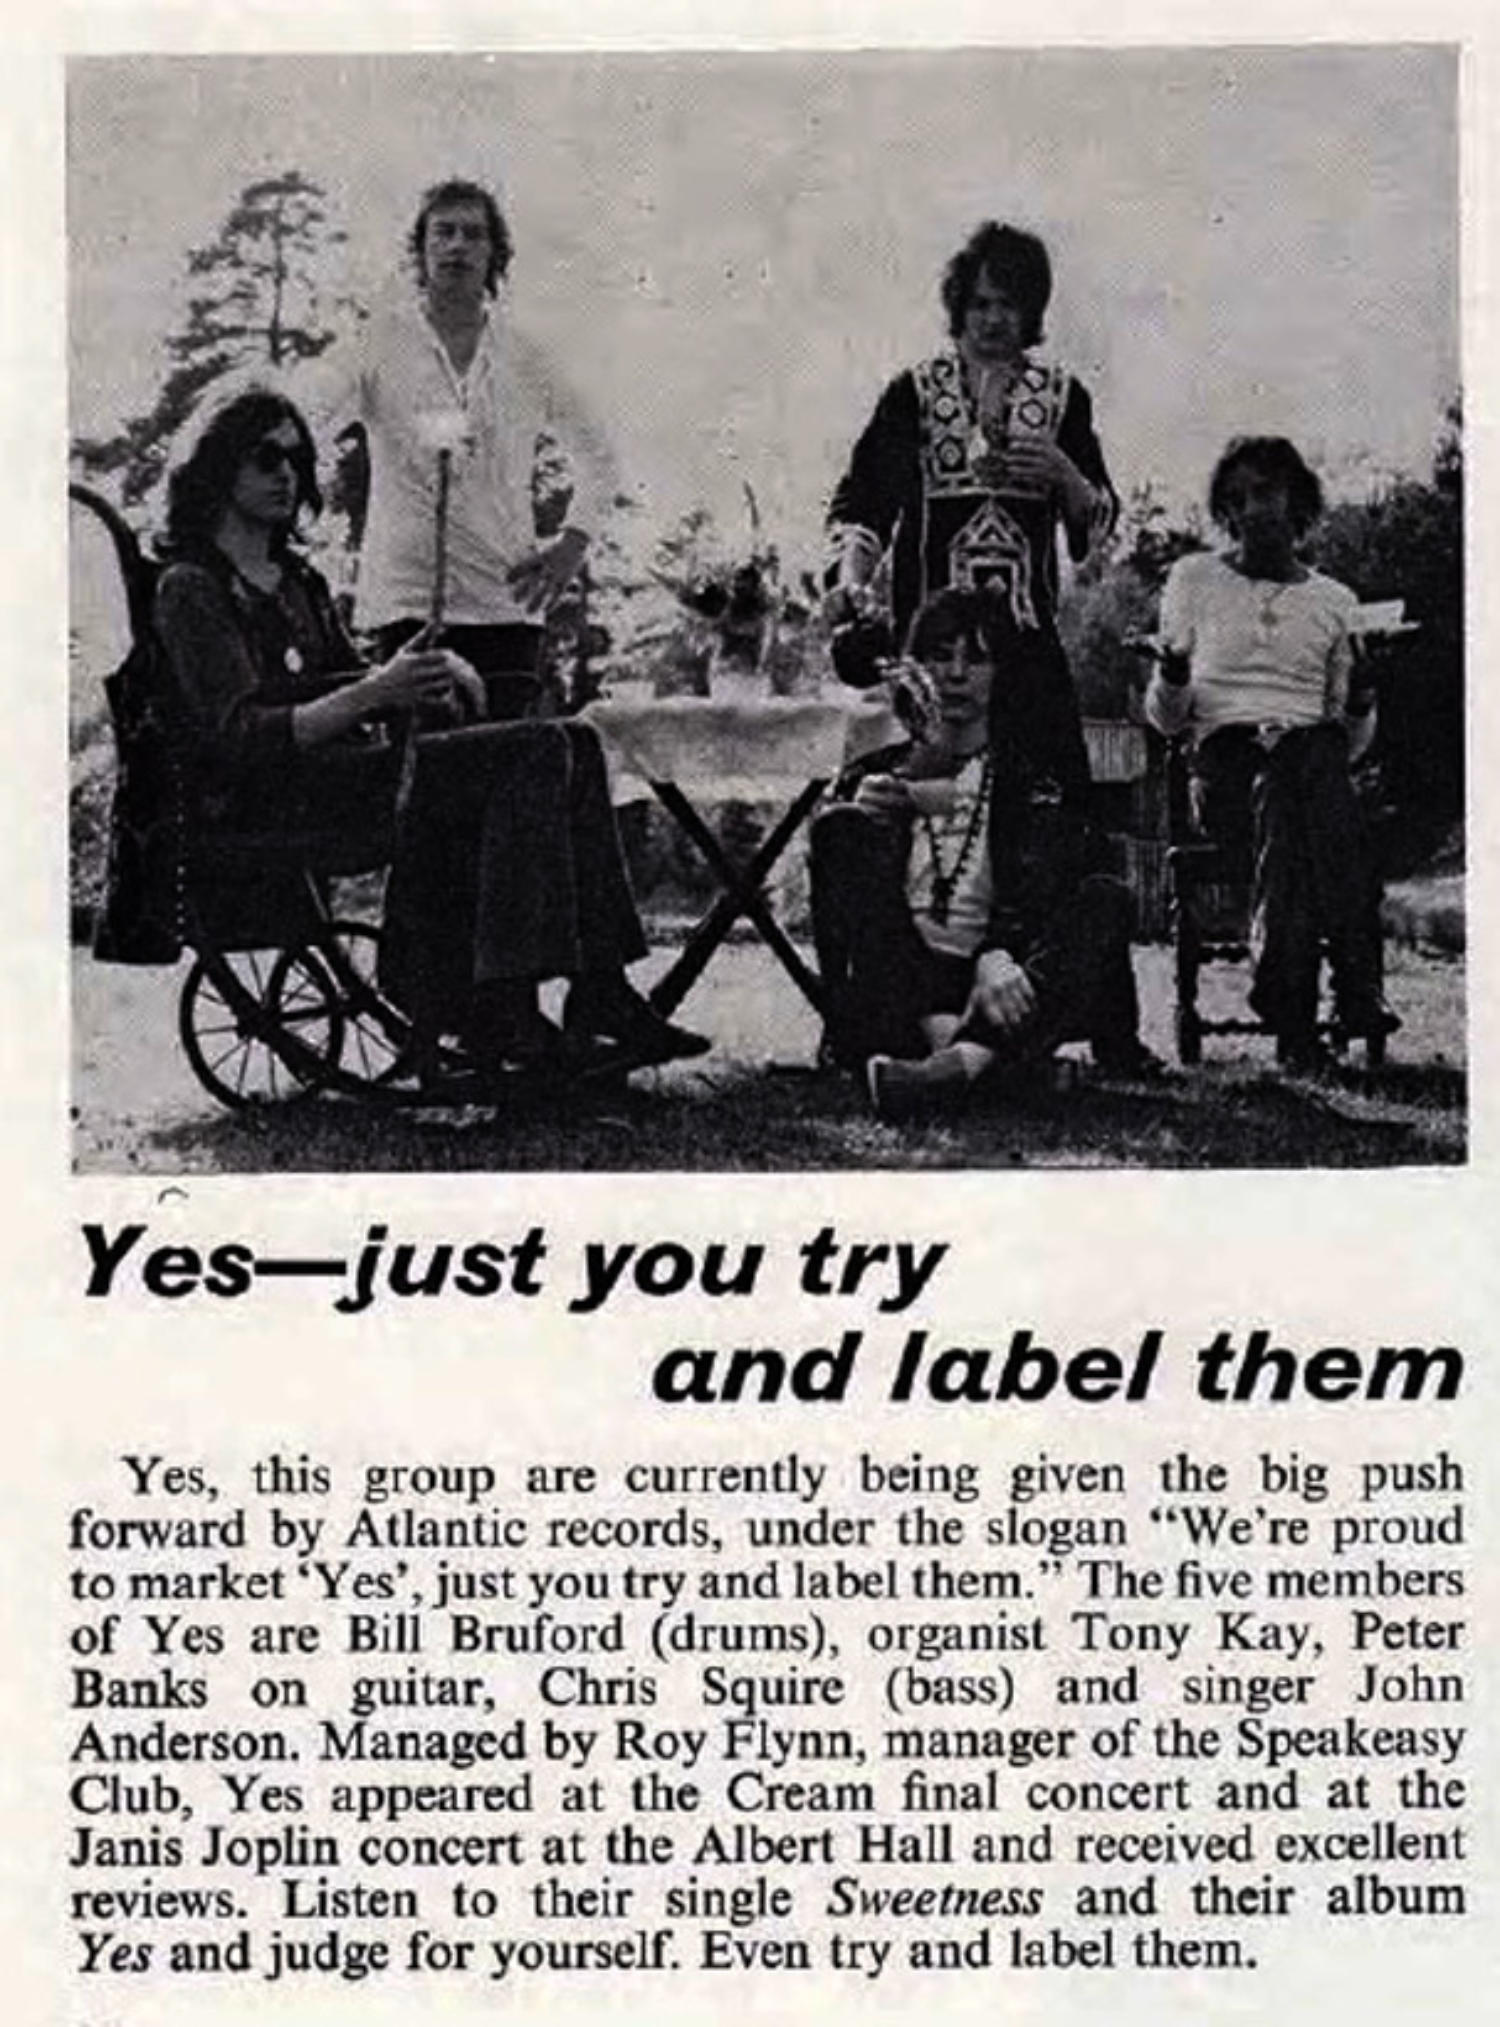 Yes—just you try
and label them
Yes, this group are currently being given the big push
forward by Atlantic records, under the slogan “We're proud
to market ‘Yes’, just you try and label them.” The five members
of Yes are Bill Bruford (drums), organist Tony Kay, Peter
Banks on guitar, Chris Squire (bass) and singer John
Anderson. Managed by Roy Flynn, manager of the Speakeasy
Club, Yes appeared at the Cream final concert and at the
Janis Joplin concert at the Albert Hall and received excellent
reviews. Listen to their single Sweetness and their album
Yes and judge for yourself. Even try and label them.